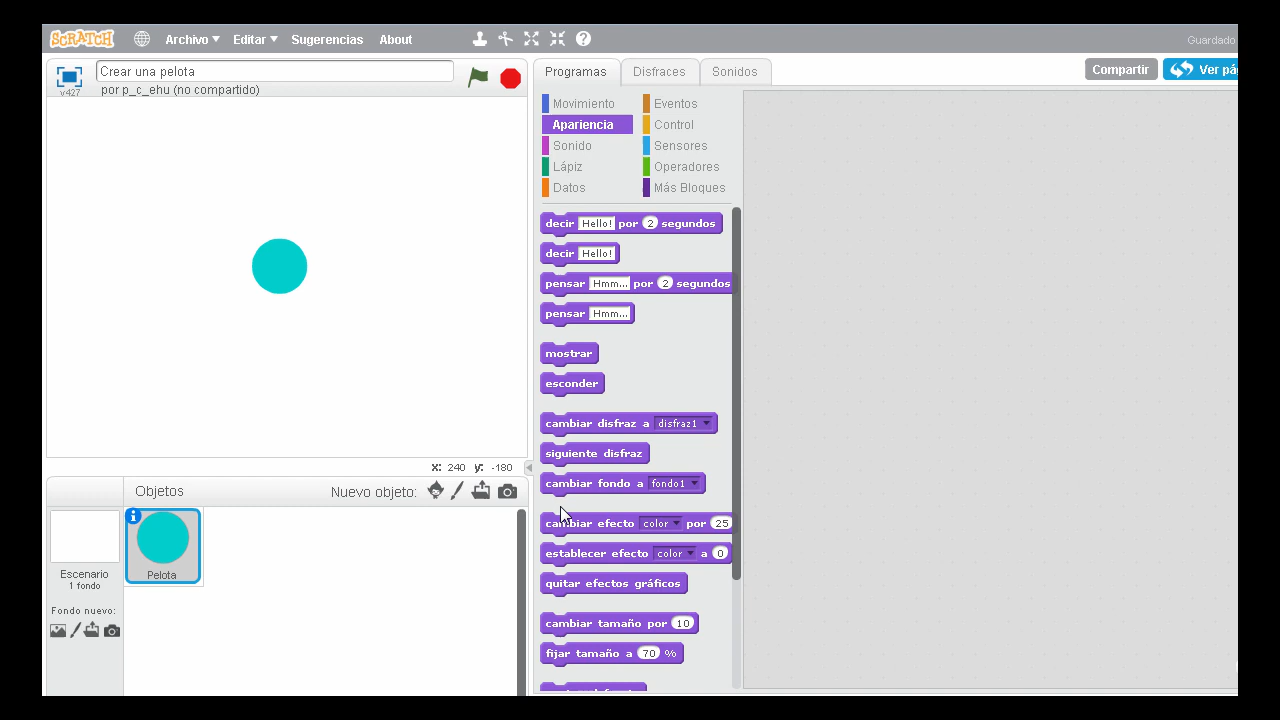 SCRATCH
Archivo
Editar
Sugerencias
About
Guardado
v427
Crear una pelota
por p_c_ehu (no compartido)
Programas
Disfraces
Sonidos
Compartir
Ver pá
Movimiento
Apariencia
Sonido
Lápiz
Datos
Eventos
Control
Sensores
Operadores
Más Bloques
decir Hello! por 2 segundos
decir Hello!
pensar Hmm... por 2 segundos
pensar Hmm...
mostrar
esconder
cambiar disfraz a disfraz1
siguiente disfraz
cambiar fondo a fondo1
cambiar efecto color por 25
establecer efecto color a 0
quitar efectos gráficos
cambiar tamaño por 10
fijar tamaño a 70 %
x: 240 y: -180
Objetos
Nuevo objeto:
Escenario
1 fondo
Fondo nuevo:
Pelota